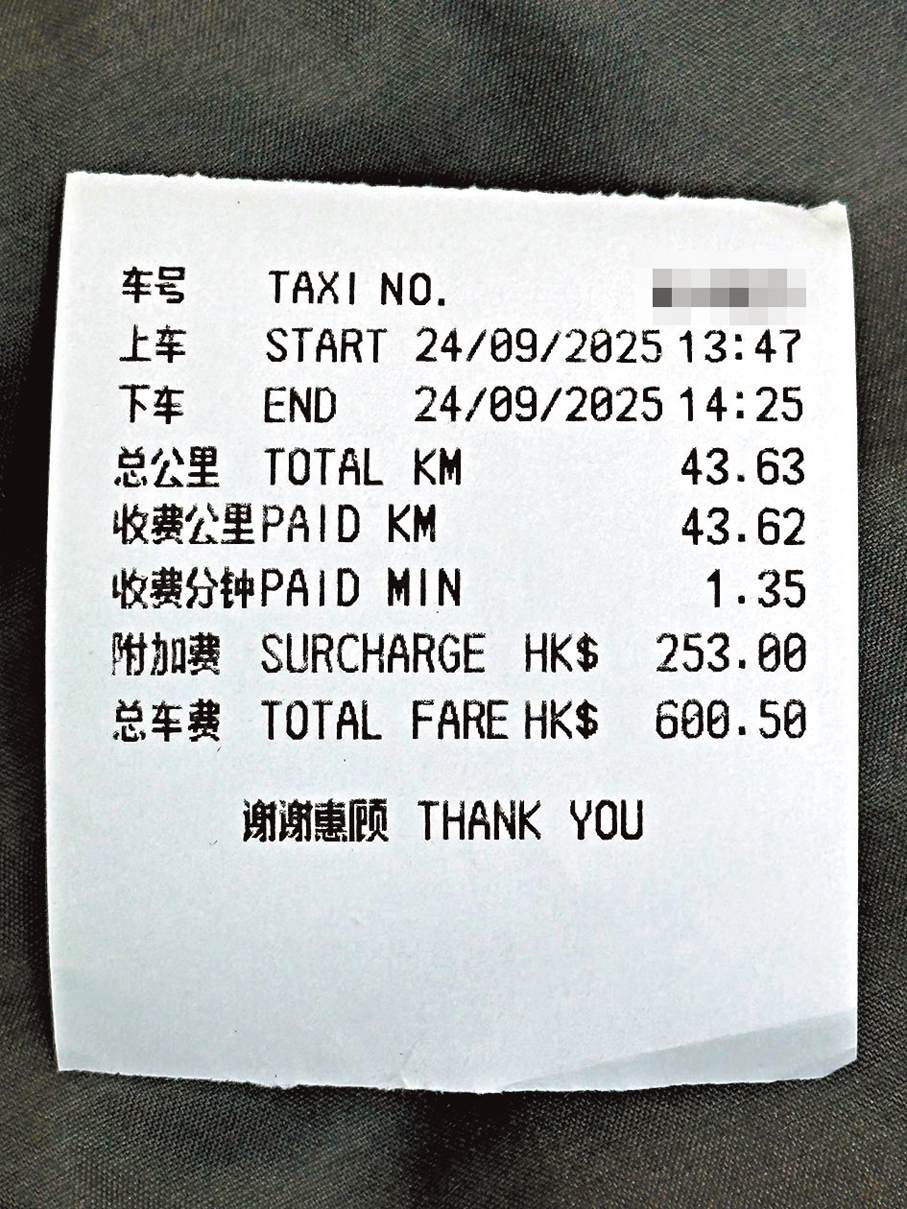 车号 TAXI NO.
上车 START 24/09/2025 13:47
下车 END 24/09/2025 14:25
总公里 TOTAL KM 43.63
收费公里PAID KM 43.62
收费分钟PAID MIN 1.35
附加费 SURCHARGE HK$ 253.00
总车费 TOTAL FARE HK$ 600.50
谢谢惠顾 THANK YOU